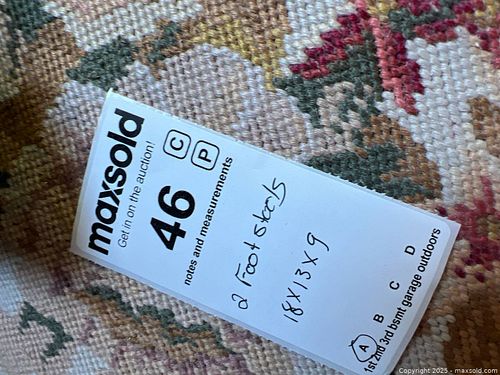 maxsold
Get in on the auction!
C
P
46
notes and measurements
2 Foot stools
18x13x9
A B C D
1st 2nd 3rd bsmt garage outdoors
Copyright 2025 - maxsold.com